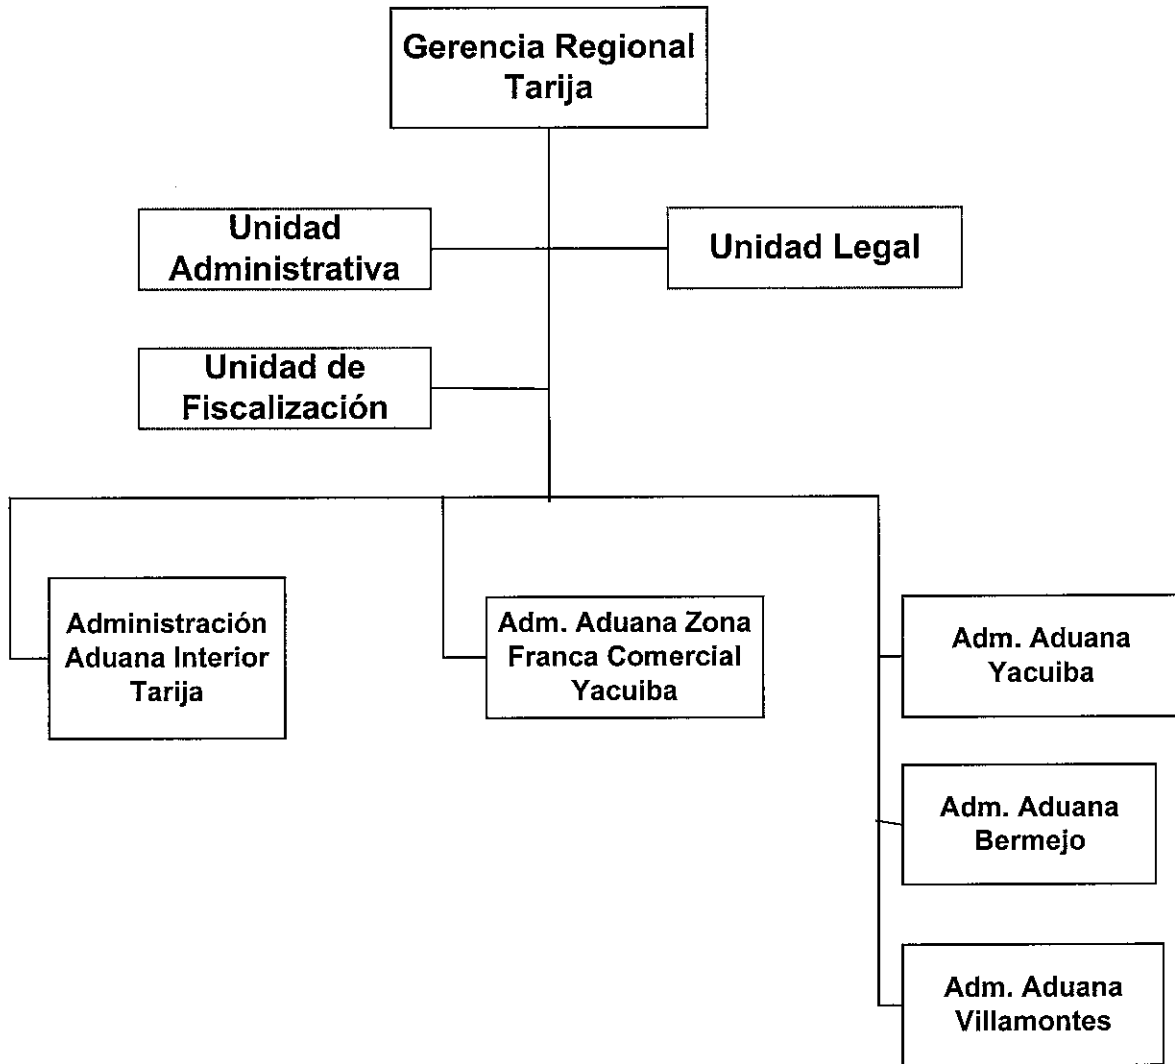 Gerencia Regional
Tarija
Unidad
Administrativa
Unidad Legal
Unidad de
Fiscalización
Administración
Aduana Interior
Tarija
Adm. Aduana Zona
Franca Comercial
Yacuiba
Adm. Aduana
Yacuiba
Adm. Aduana
Bermejo
Adm. Aduana
Villamontes